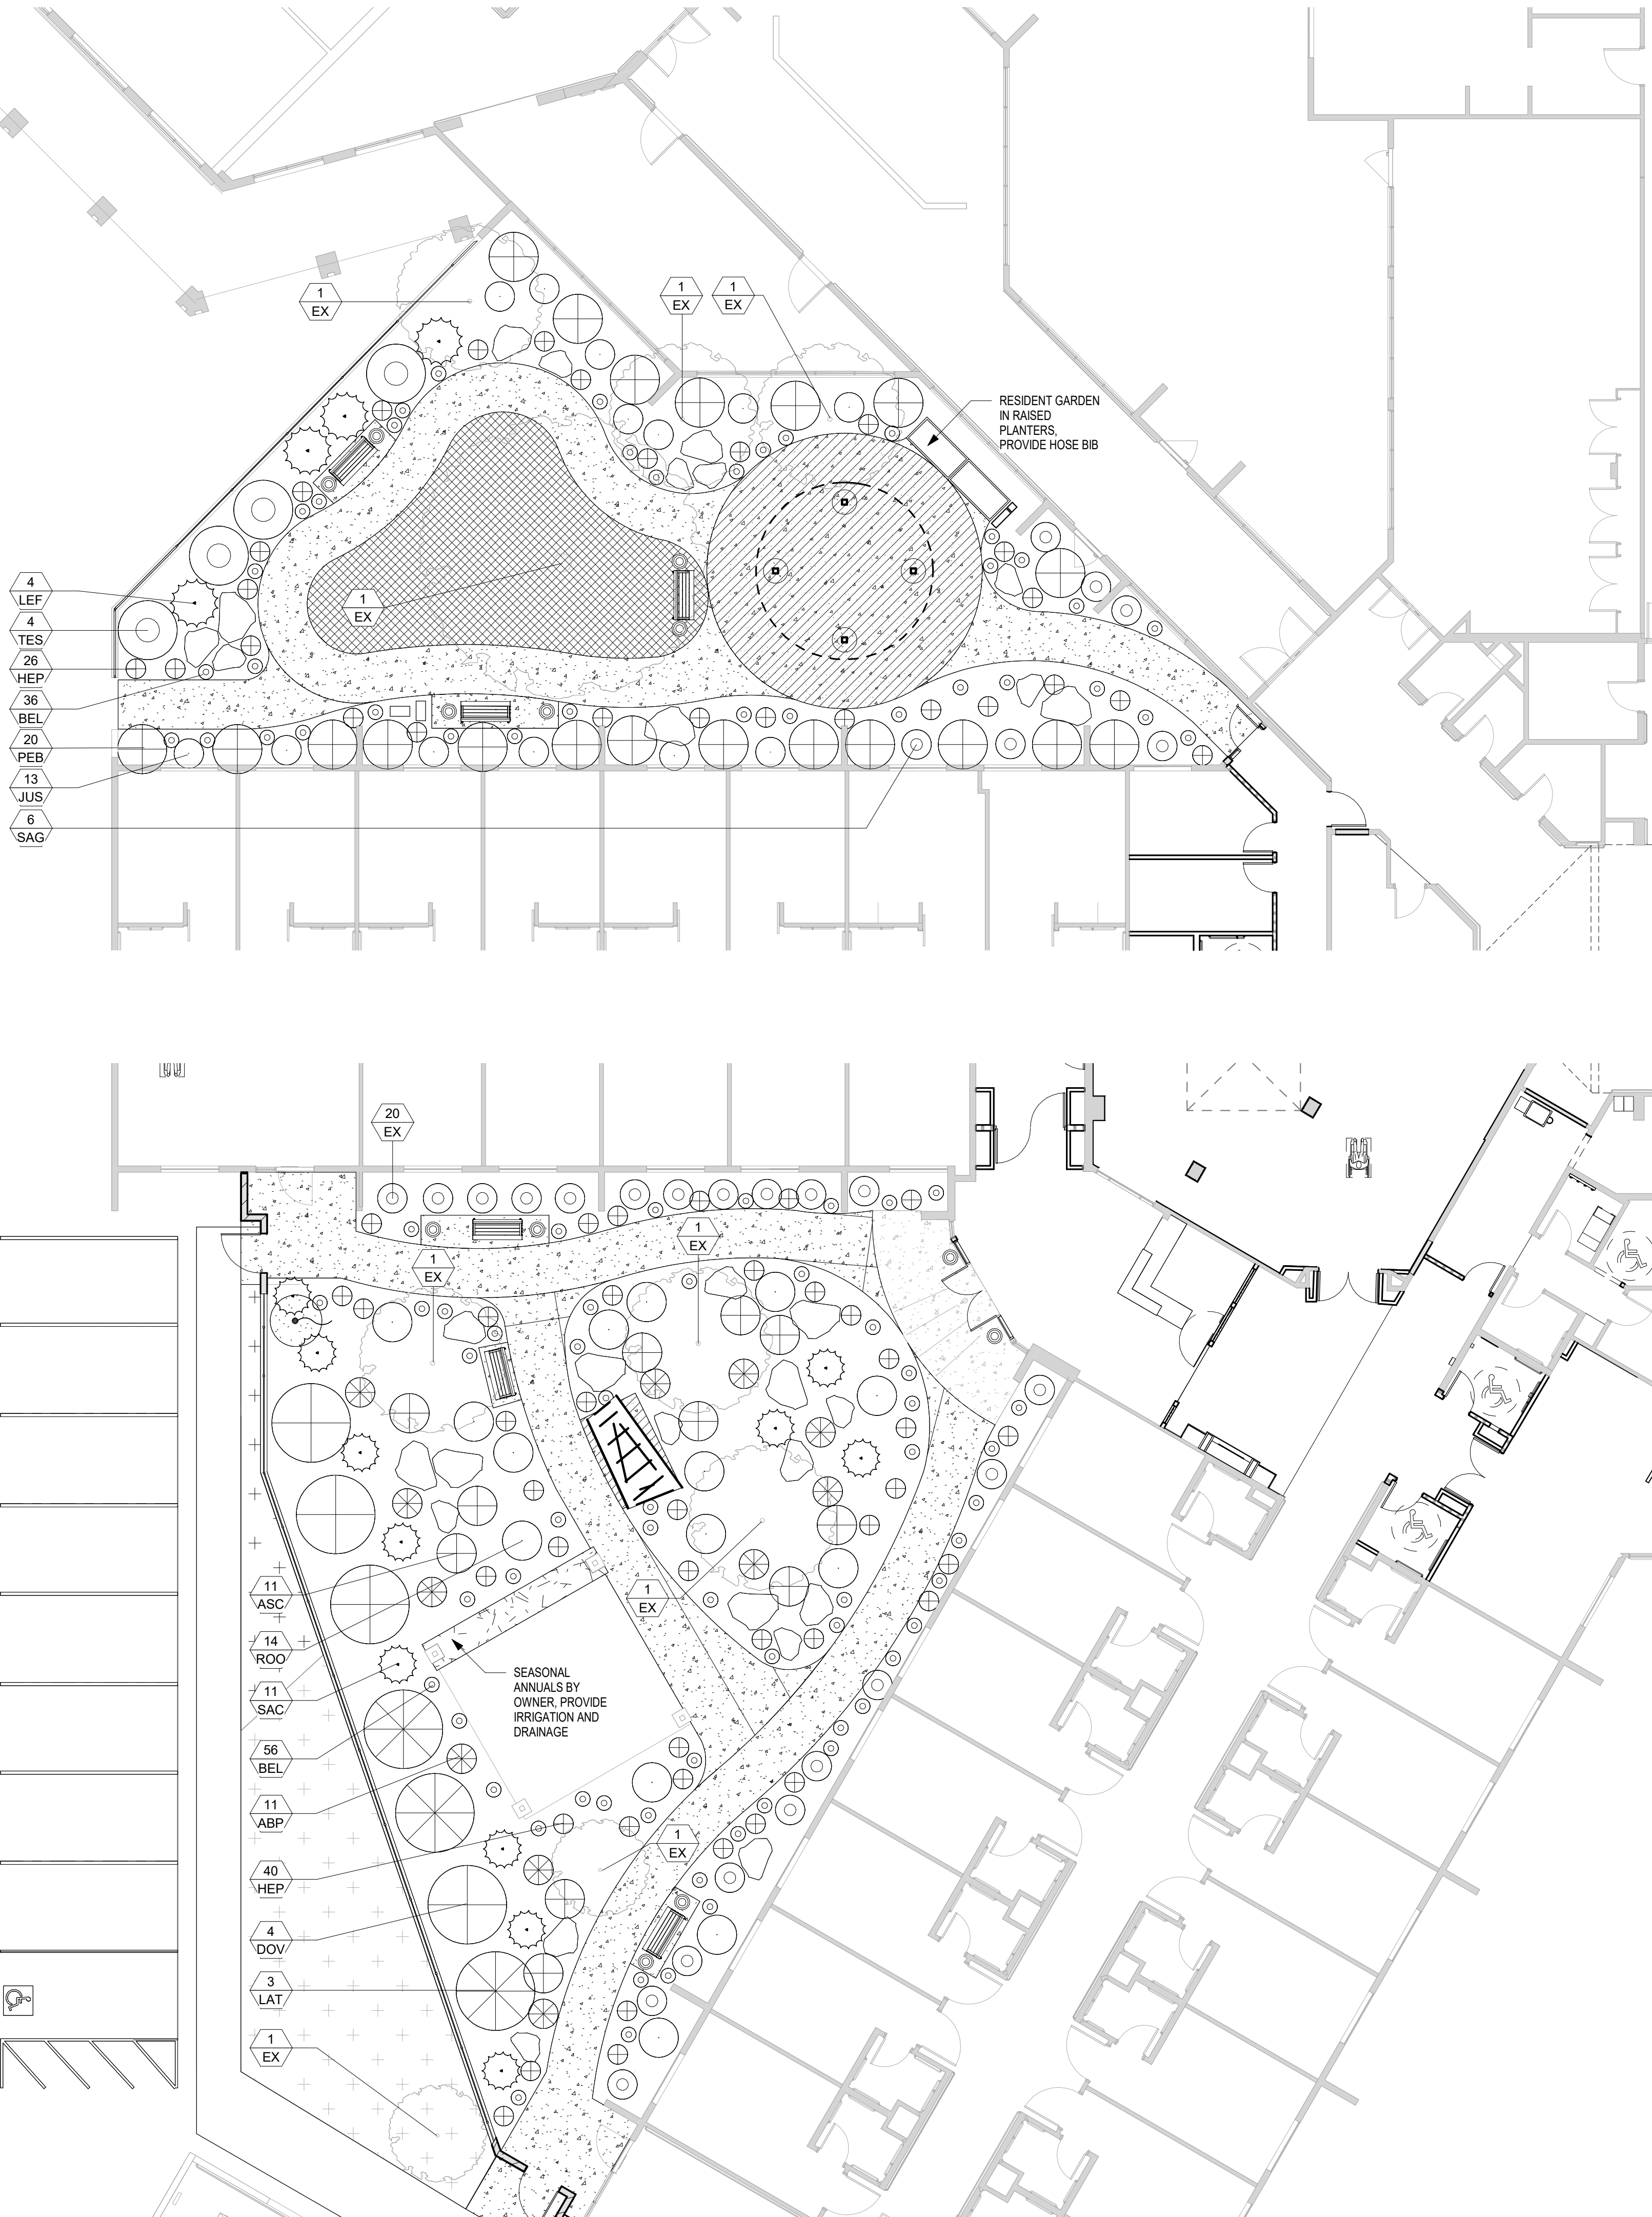 1
EX
1
EX
1
EX
RESIDENT GARDEN
IN RAISED
PLANTERS,
PROVIDE HOSE BIB
4
LEF
4
TES
26
HEP
36
BEL
20
PEB
13
JUS
6
SAG
1
EX
20
EX
1
EX
1
EX
11
ASC
14
ROO
11
SAC
56
BEL
11
ABP
40
HEP
4
DOV
3
LAT
1
EX
1
EX
SEASONAL
ANNUALS BY
OWNER, PROVIDE
IRRIGATION AND
DRAINAGE
1
EX